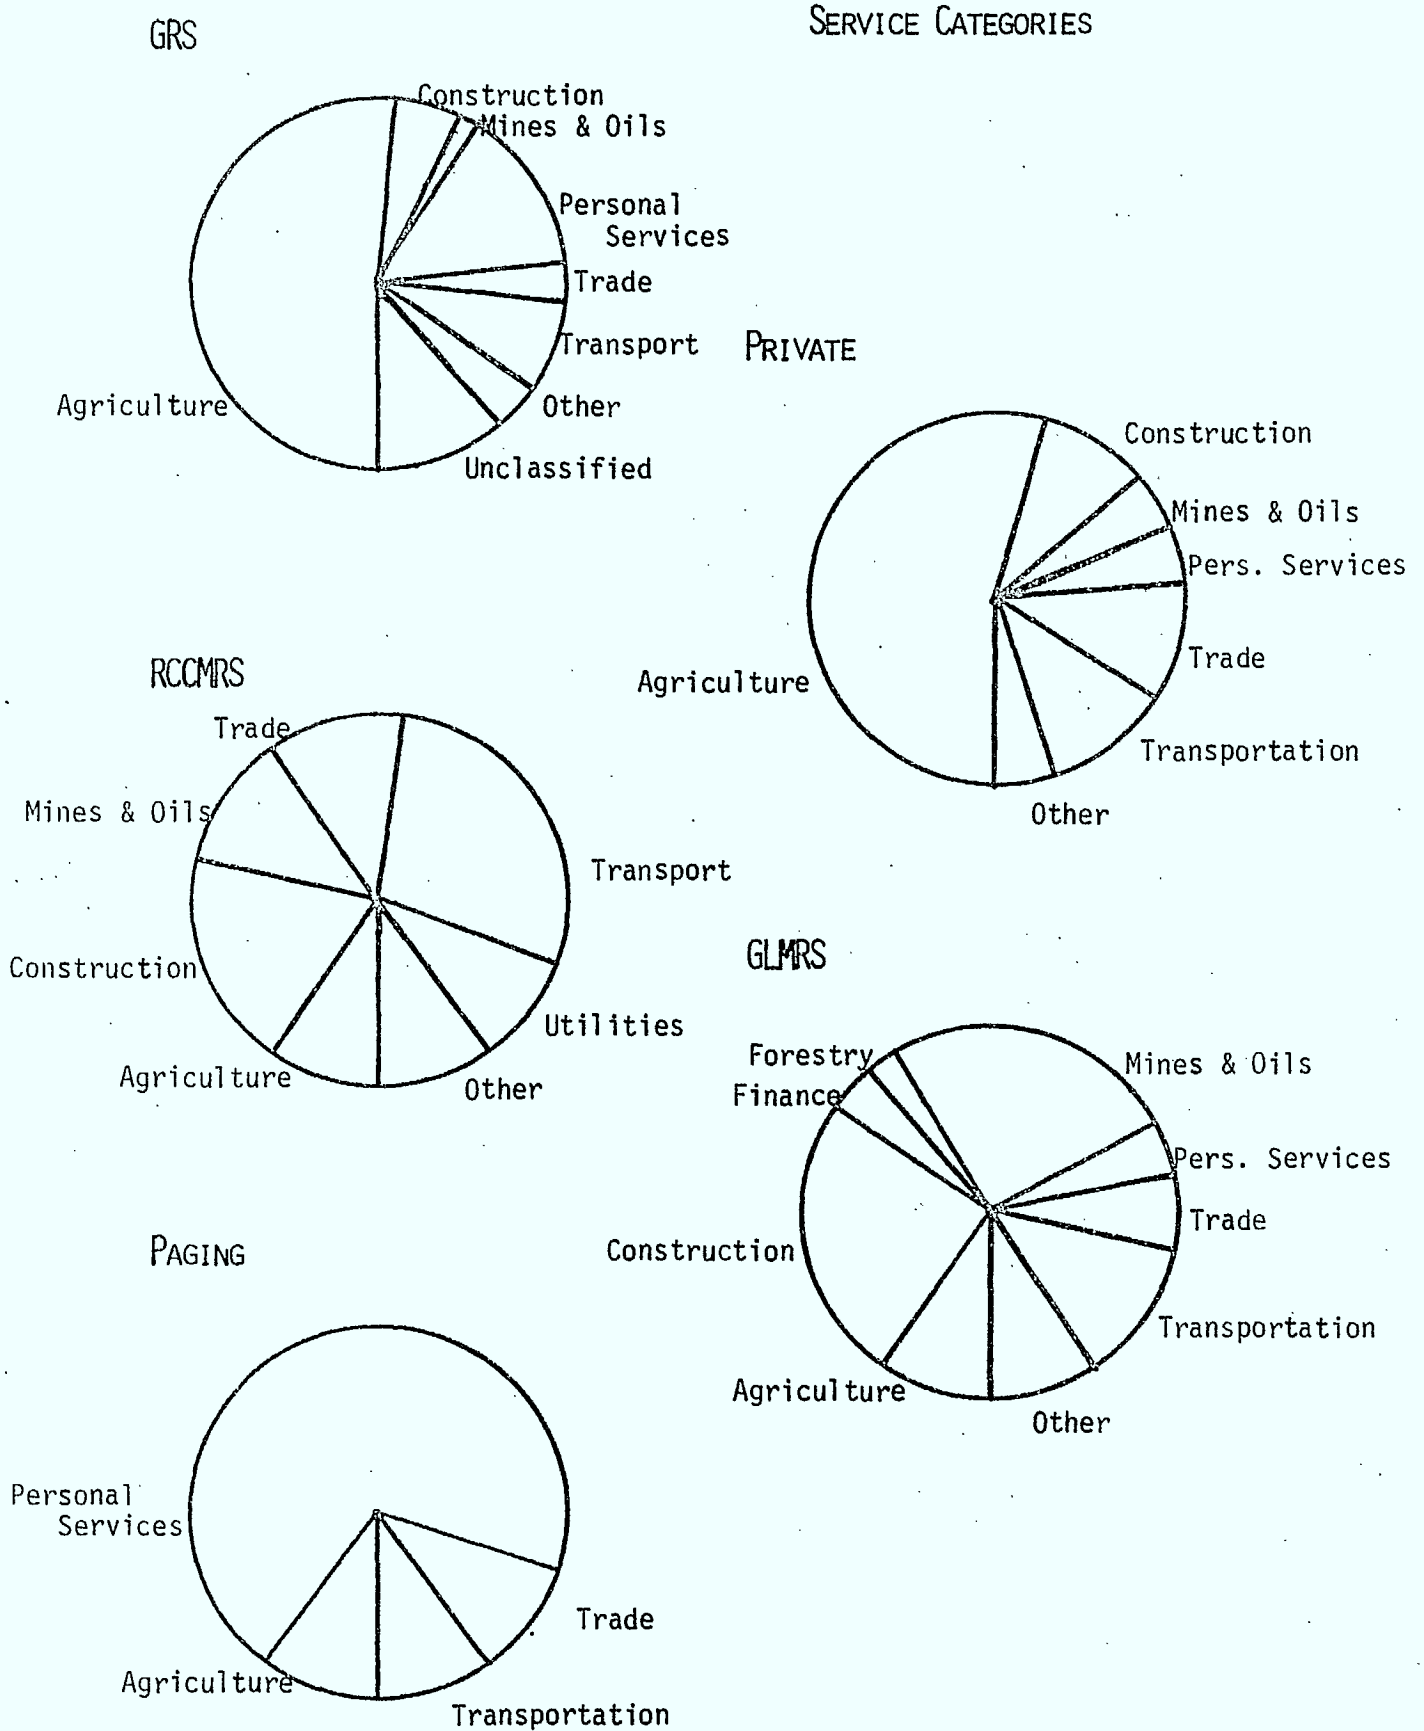 GRS
SERVICE CATEGORIES
Construction
Mines & Oils
Personal
Services
Trade
Transport
Other
Unclassified
Agriculture
PRIVATE
Construction
Mines & Oils
Pers. Services
Trade
Transportation
Other
Agriculture
RCCMRS
Trade
Mines & Oils
Transport
Construction
Utilities
Agriculture
Other
GLMRS
Forestry
Finance
Mines & Oils
Pers. Services
Trade
Construction
Transportation
Agriculture
Other
PAGING
Personal
Services
Trade
Agriculture
Transportation